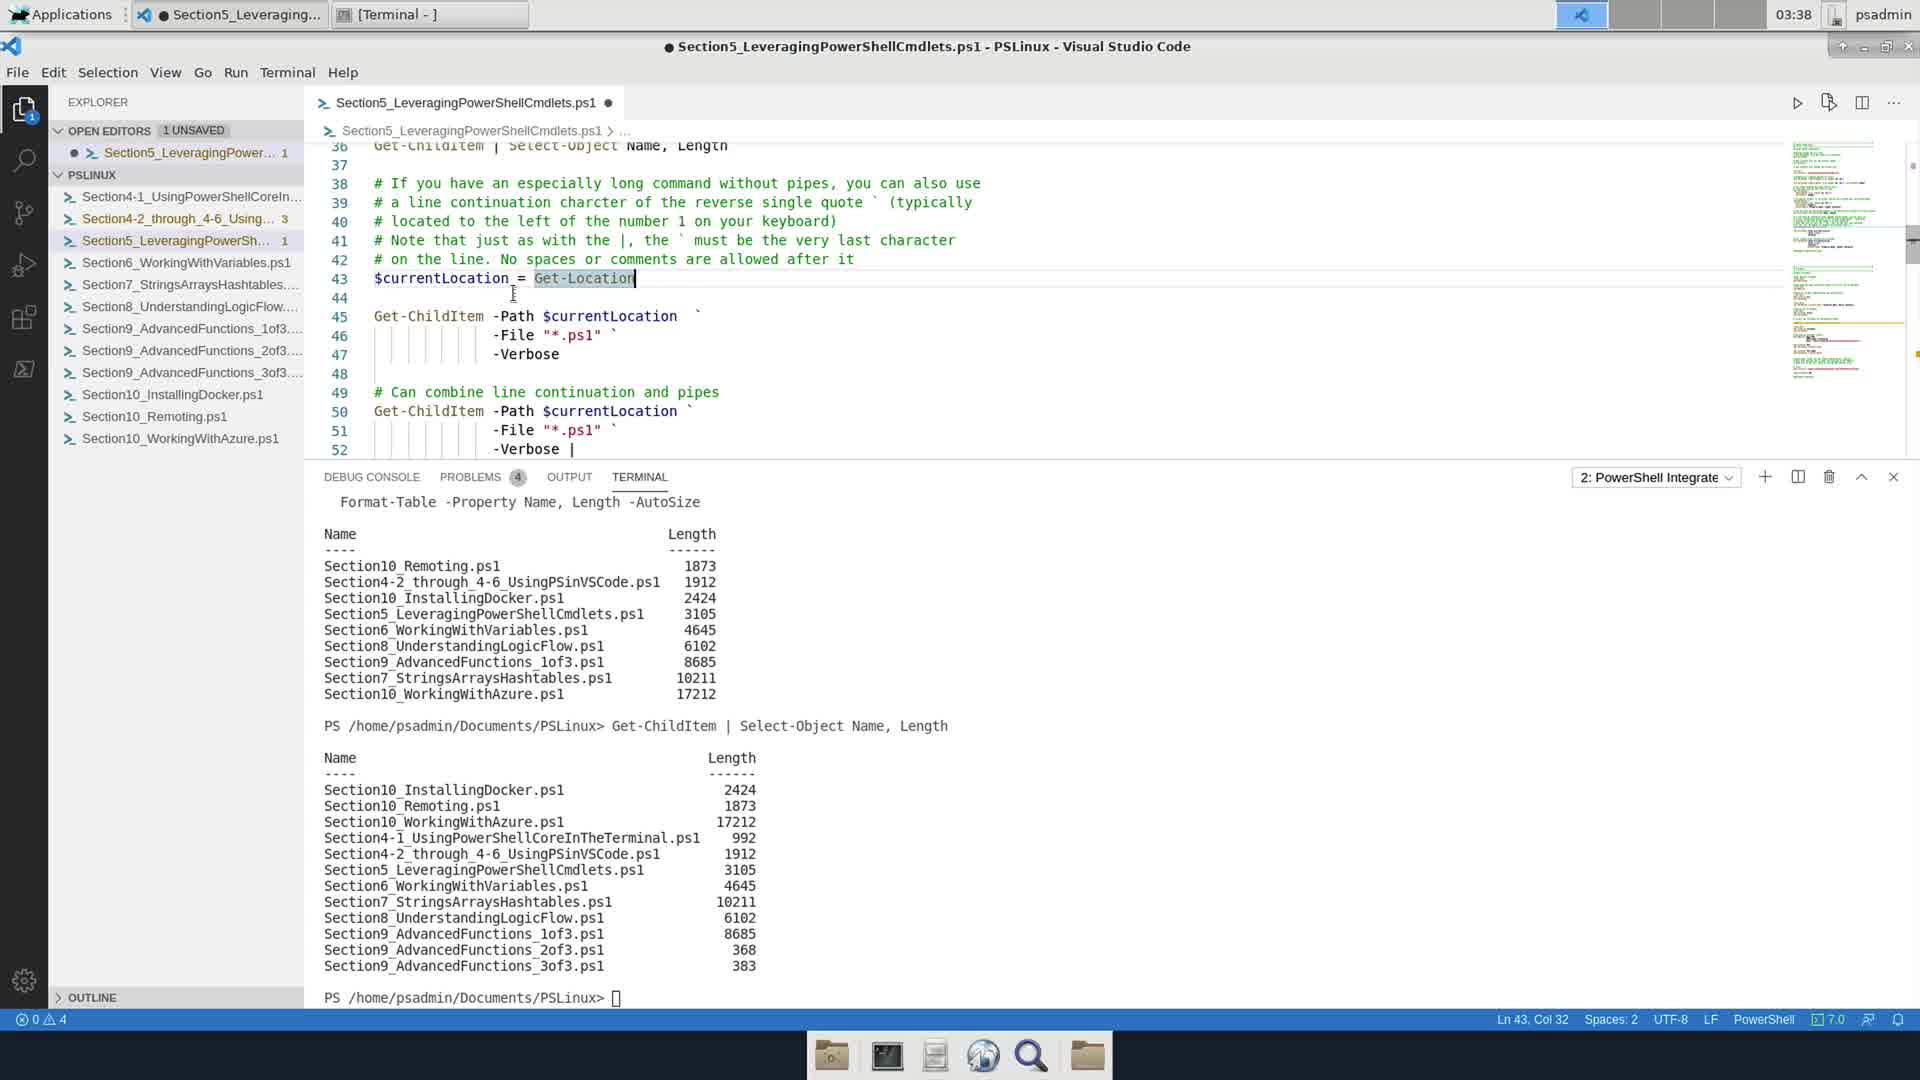 Applications
● Section5_Leveraging...
[Terminal - ]
03:38
psadmin
● Section5_LeveragingPowerShellCmdlets.ps1 - PSLinux - Visual Studio Code
File Edit Selection View Go Run Terminal Help
EXPLORER
OPEN EDITORS 1 UNSAVED
Section5_LeveragingPower... 1
PSLINUX
Section4-1_UsingPowerShellCoreIn...
Section4-2_through_4-6_Using... 3
Section5_LeveragingPowerSh... 1
Section6_WorkingWithVariables.ps1
Section7_StringsArraysHashtables....
Section8_UnderstandingLogicFlow....
Section9_AdvancedFunctions_1of3....
Section9_AdvancedFunctions_2of3....
Section9_AdvancedFunctions_3of3....
Section10_InstallingDocker.ps1
Section10_Remoting.ps1
Section10_WorkingWithAzure.ps1
OUTLINE
1
Section5_LeveragingPowerShellCmdlets.ps1 ●
Section5_LeveragingPowerShellCmdlets.ps1 > ...
36 Get-ChildItem | Select-Object Name, Length
37
38 # If you have an especially long command without pipes, you can also use
39 # a line continuation charcter of the reverse single quote ` (typically
40 # located to the left of the number 1 on your keyboard)
41 # Note that just as with the |, the ` must be the very last character
42 # on the line. No spaces or comments are allowed after it
43 $currentLocation = Get-Location
44
45 Get-ChildItem -Path $currentLocation  `
46 -File "*.ps1" `
47 -Verbose
48
49 # Can combine line continuation and pipes
50 Get-ChildItem -Path $currentLocation `
51 -File "*.ps1" `
52 -Verbose |
DEBUG CONSOLE PROBLEMS 4 OUTPUT TERMINAL
2: PowerShell Integrate
Format-Table -Property Name, Length -AutoSize
Name Length
---- ------
Section10_Remoting.ps1 1873
Section4-2_through_4-6_UsingPSinVSCode.ps1 1912
Section10_InstallingDocker.ps1 2424
Section5_LeveragingPowerShellCmdlets.ps1 3105
Section6_WorkingWithVariables.ps1 4645
Section8_UnderstandingLogicFlow.ps1 6102
Section9_AdvancedFunctions_1of3.ps1 8685
Section7_StringsArraysHashtables.ps1 10211
Section10_WorkingWithAzure.ps1 17212
PS /home/psadmin/Documents/PSLinux> Get-ChildItem | Select-Object Name, Length
Name Length
---- ------
Section10_InstallingDocker.ps1 2424
Section10_Remoting.ps1 1873
Section10_WorkingWithAzure.ps1 17212
Section4-1_UsingPowerShellCoreInTheTerminal.ps1 992
Section4-2_through_4-6_UsingPSinVSCode.ps1 1912
Section5_LeveragingPowerShellCmdlets.ps1 3105
Section6_WorkingWithVariables.ps1 4645
Section7_StringsArraysHashtables.ps1 10211
Section8_UnderstandingLogicFlow.ps1 6102
Section9_AdvancedFunctions_1of3.ps1 8685
Section9_AdvancedFunctions_2of3.ps1 368
Section9_AdvancedFunctions_3of3.ps1 383
PS /home/psadmin/Documents/PSLinux>
0 4
Ln 43, Col 32 Spaces: 2 UTF-8 LF PowerShell 7.0